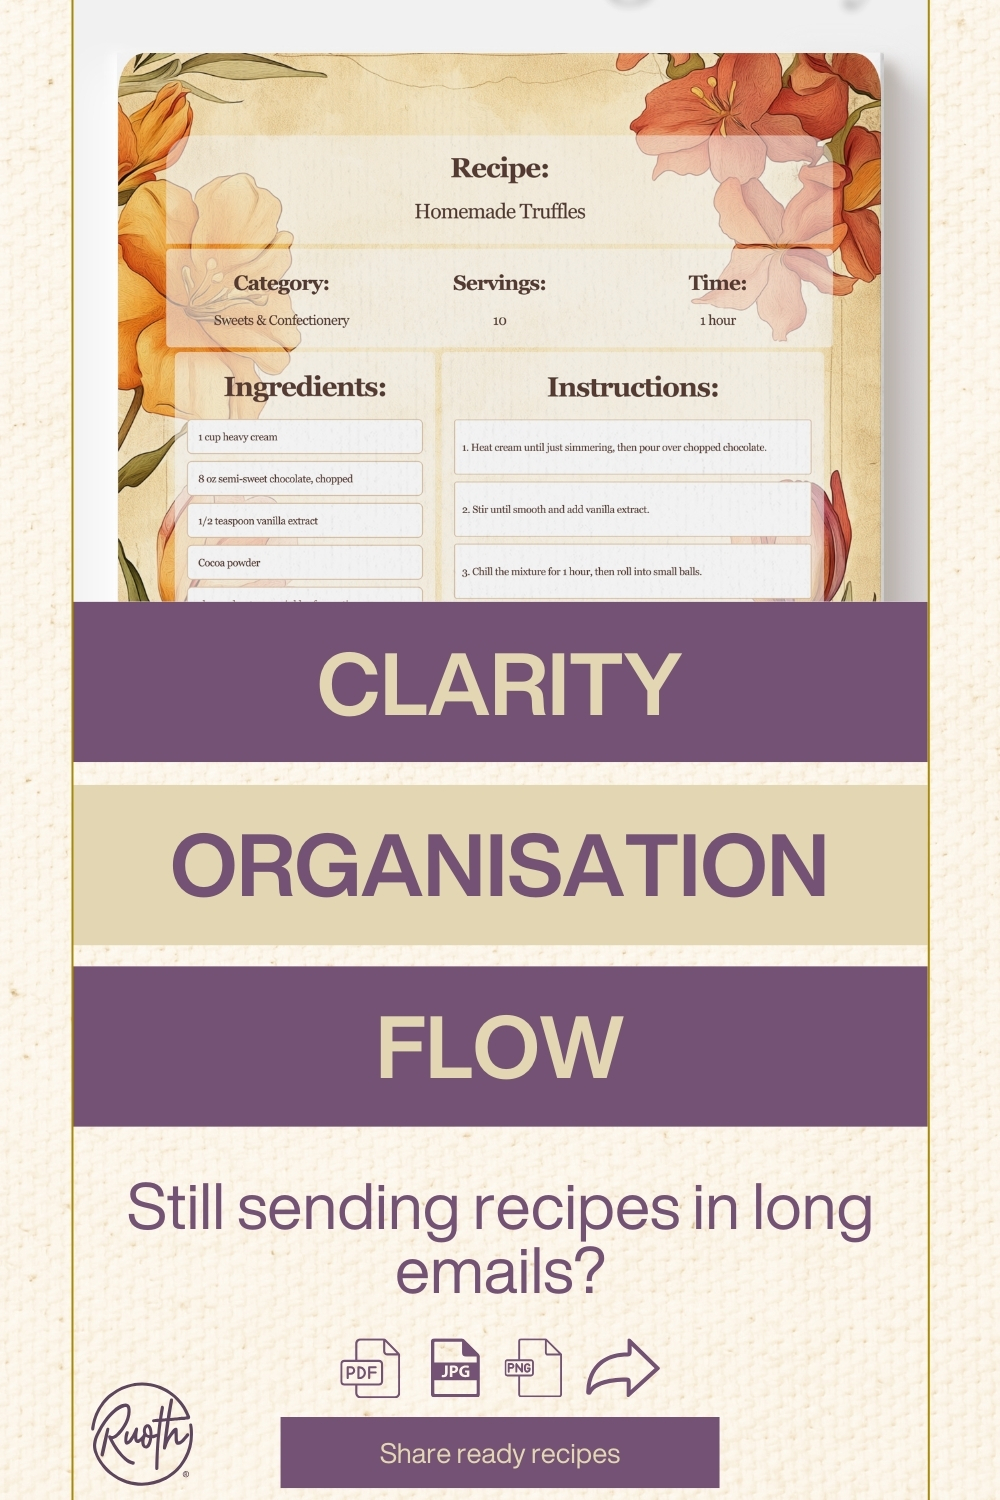 Recipe:
Homemade Truffles
Category:
Servings:
Time:
Sweets & Confectionery
10
1 hour
Ingredients:
1 cup heavy cream
8 oz semi-sweet chocolate, chopped
1/2 teaspoon vanilla extract
Cocoa powder
Instructions:
1. Heat cream until just simmering, then pour over chopped chocolate.
2. Stir until smooth and add vanilla extract.
3. Chill the mixture for 1 hour, then roll into small balls.
CLARITY
ORGANISATION
FLOW
Still sending recipes in long
emails?
PDF
JPG
PNG
Ruoth
®
Share ready recipes